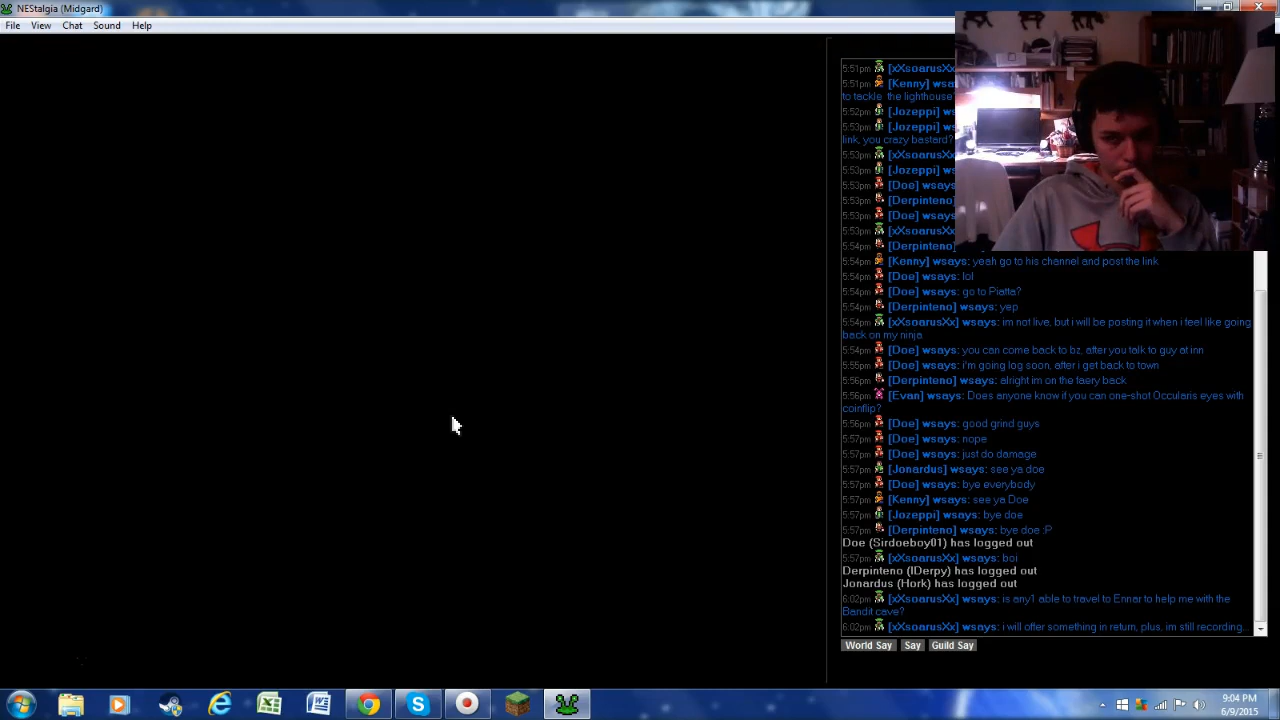 NEStalgia (Midgard)
File View Chat Sound Help
5:51pm [xXsoarusXx]
5:51pm [Kenny] wsa
to tackle the lighthouse
5:52pm [Jozeppi] w
5:53pm [Jozeppi] w
link, you crazy bastard?
5:53pm [xXsoarusX
5:53pm [Jozeppi] w
5:53pm [Doe] wsays
5:53pm [Derpinteno]
5:53pm [Doe] wsays
5:53pm [xXsoarusX
5:54pm [Derpinteno]
5:54pm [Kenny] wsays: yeah go to his channel and post the link
5:54pm [Doe] wsays: lol
5:54pm [Doe] wsays: go to Piatta?
5:54pm [Derpinteno] wsays: yep
5:54pm [xXsoarusXx] wsays: im not live, but i will be posting it when i feel like going
back on my ninja
5:54pm [Doe] wsays: you can come back to bz, after you talk to guy at inn
5:55pm [Doe] wsays: i'm going log soon, after i get back to town
5:56pm [Derpinteno] wsays: alright im on the faery back
5:56pm [Evan] wsays: Does anyone know if you can one-shot Occularis eyes with
coinflip?
5:56pm [Doe] wsays: good grind guys
5:57pm [Doe] wsays: nope
5:57pm [Doe] wsays: just do damage
5:57pm [Jonardus] wsays: see ya doe
5:57pm [Doe] wsays: bye everybody
5:57pm [Kenny] wsays: see ya Doe
5:57pm [Jozeppi] wsays: bye doe
5:57pm [Derpinteno] wsays: bye doe :P
Doe (Sirdoeboy01) has logged out
5:57pm [xXsoarusXx] wsays: boi
Derpinteno (IDerpy) has logged out
Jonardus (Hork) has logged out
6:02pm [xXsoarusXx] wsays: is any1 able to travel to Ennar to help me with the
Bandit cave?
6:02pm [xXsoarusXx] wsays: i will offer something in return, plus, im still recording.
World Say Say Guild Say
9:04 PM
6/9/2015